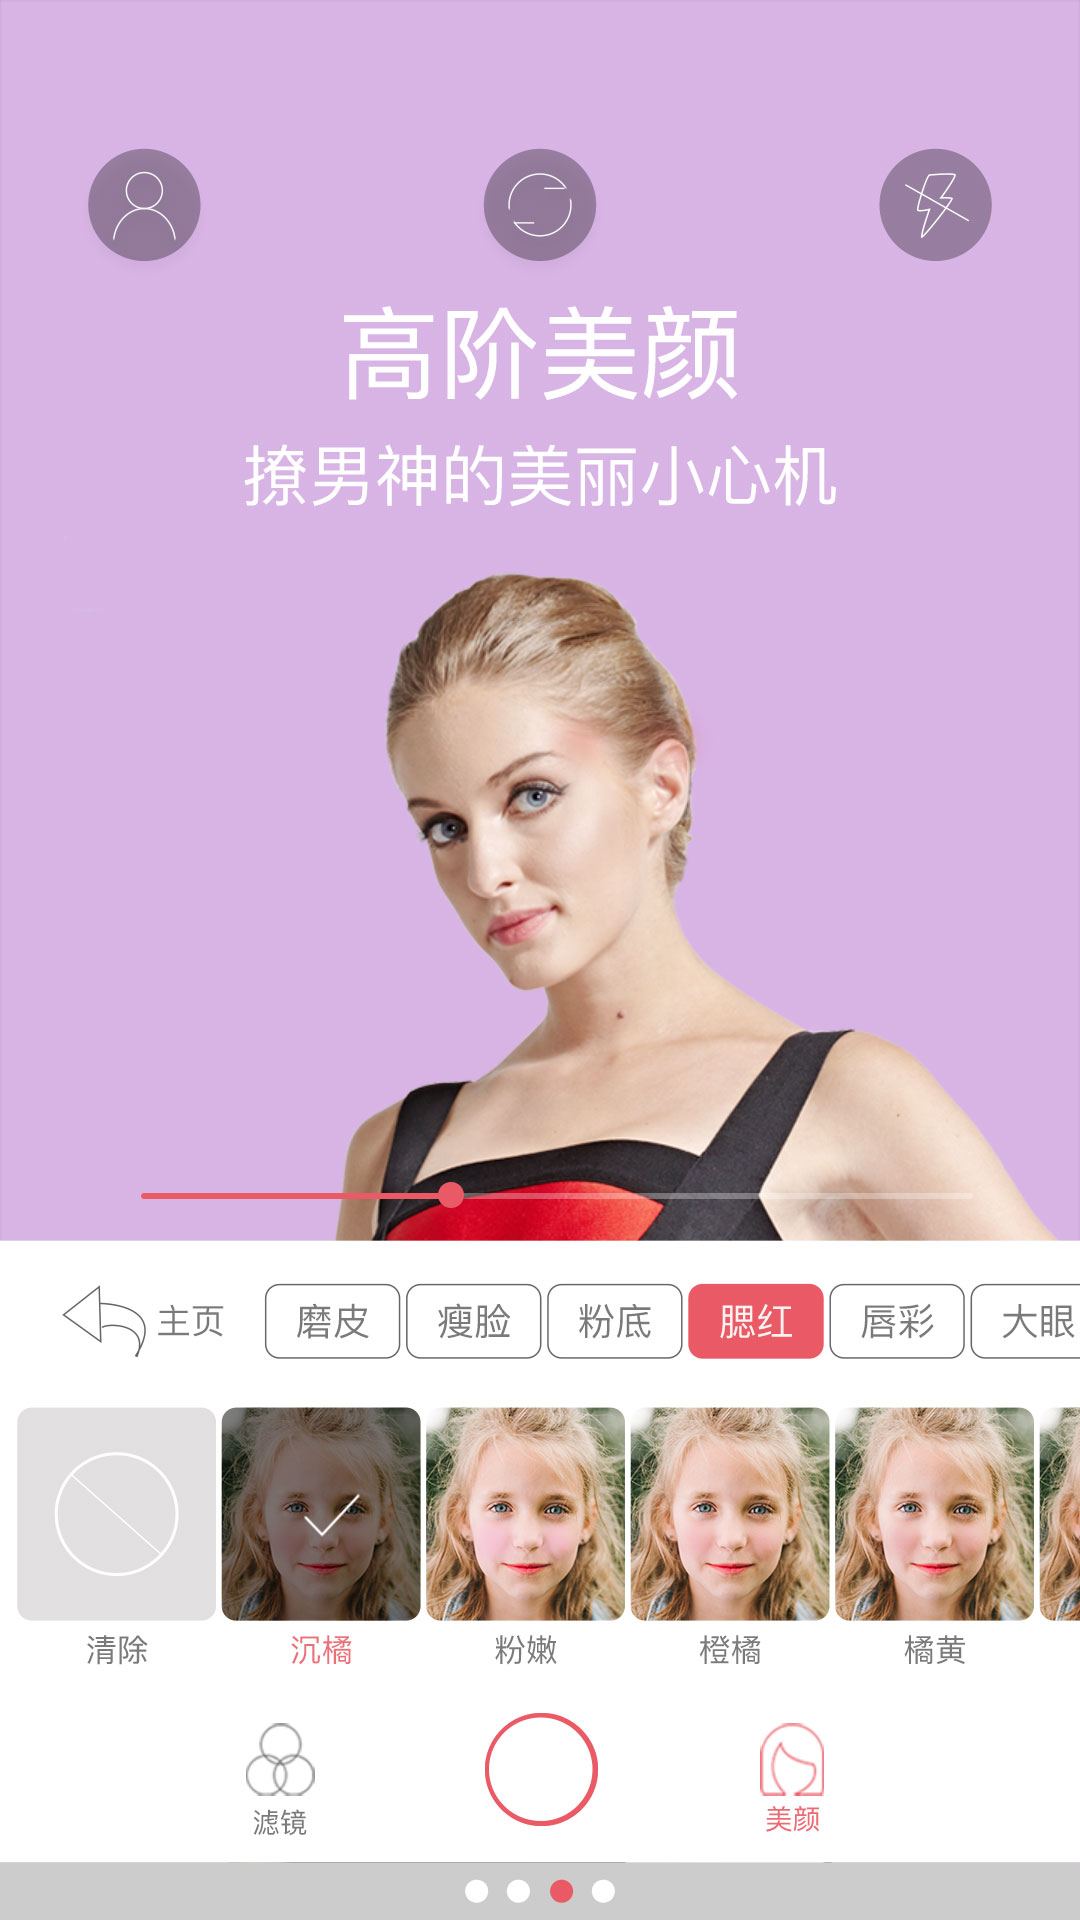 高阶美颜
撩男神的美丽小心机
主页 磨皮 瘦脸 粉底 腮红 唇彩 大眼
清除 沉橘 粉嫩 橙橘 橘黄
滤镜 美颜